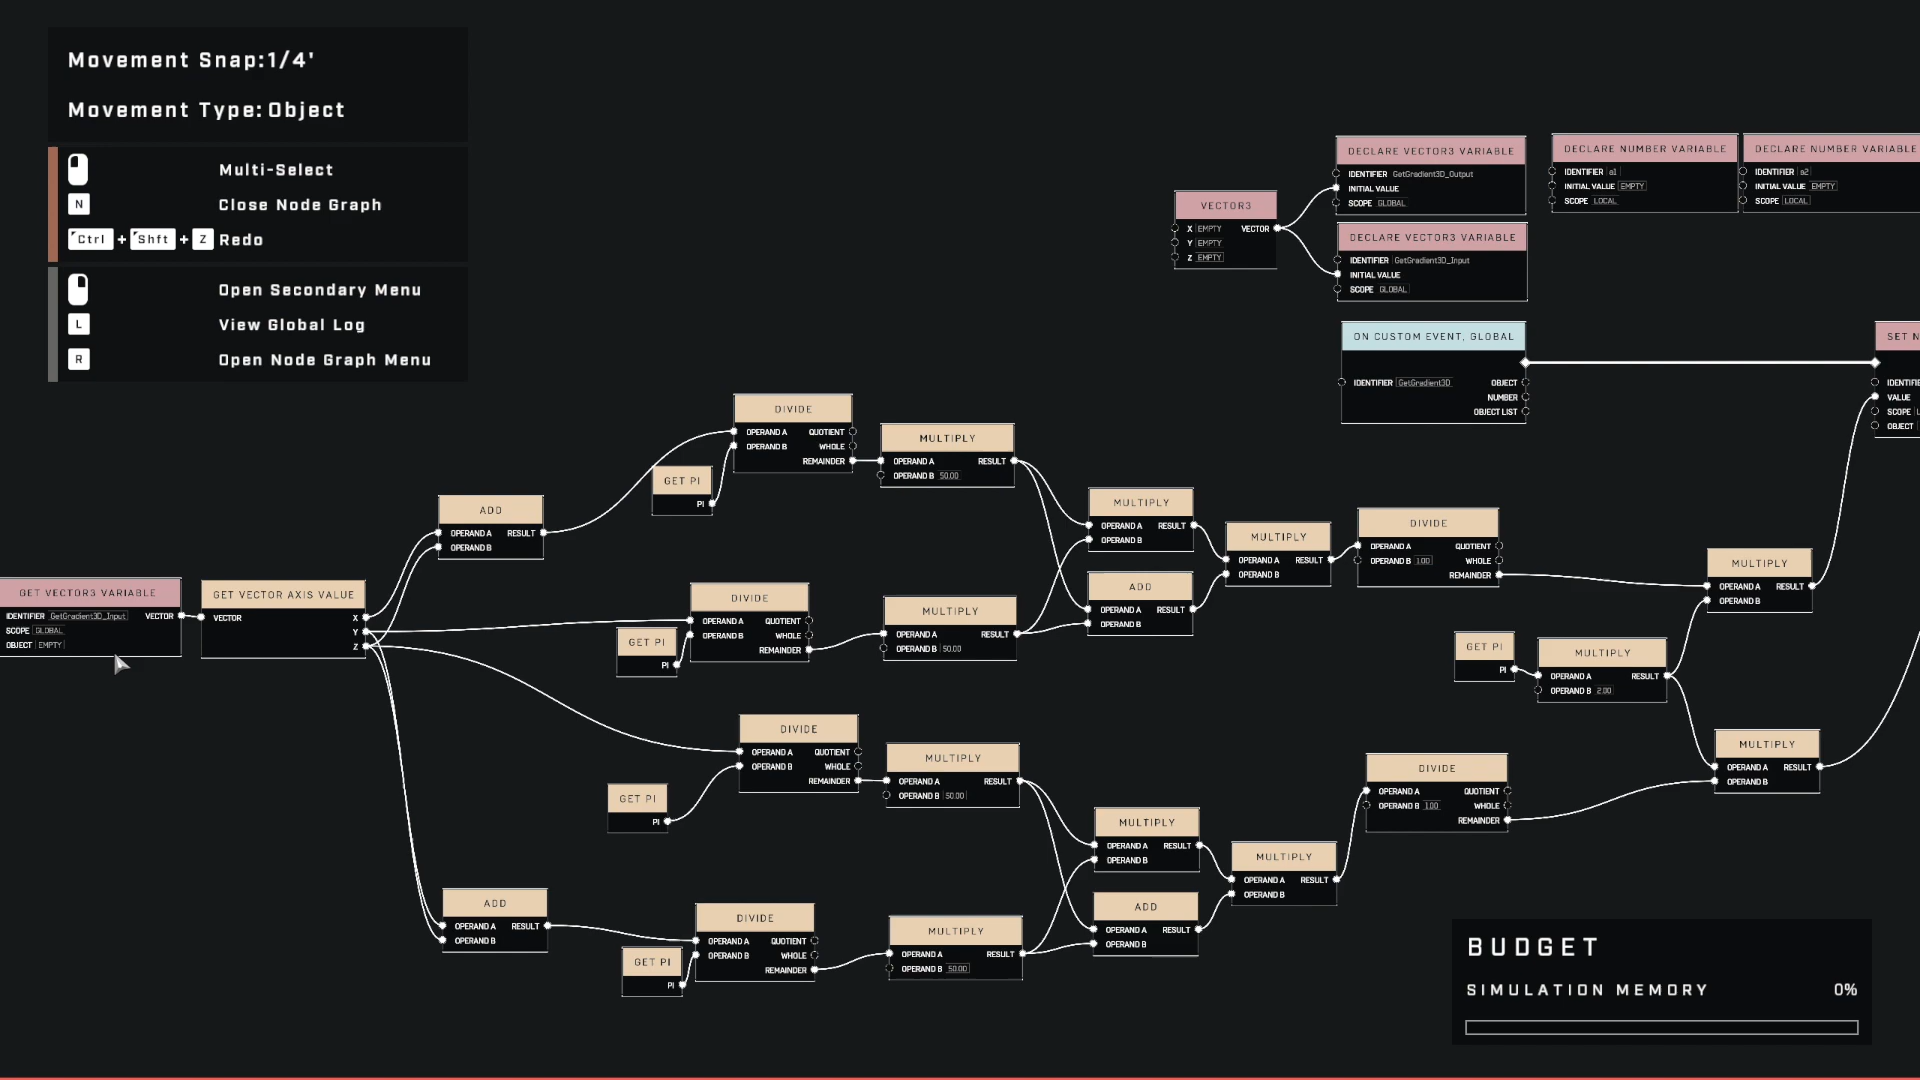 Movement Snap:1/4'
Movement Type: Object
Multi-Select
N Close Node Graph
Ctrl + Shft + Z Redo
Open Secondary Menu
L View Global Log
R Open Node Graph Menu
VECTOR3
X EMPTY VECTOR
Y EMPTY
Z EMPTY
DECLARE VECTOR3 VARIABLE
IDENTIFIER GetGradient3D_Output
INITIAL VALUE
SCOPE GLOBAL
DECLARE VECTOR3 VARIABLE
IDENTIFIER GetGradient3D_Input
INITIAL VALUE
SCOPE GLOBAL
DECLARE NUMBER VARIABLE
IDENTIFIER a1
INITIAL VALUE EMPTY
SCOPE LOCAL
DECLARE NUMBER VARIABLE
IDENTIFIER a2
INITIAL VALUE EMPTY
SCOPE LOCAL
ON CUSTOM EVENT, GLOBAL
IDENTIFIER GetGradient3D OBJECT
NUMBER
OBJECT LIST
SET N
IDENTIFIE
VALUE
SCOPE
OBJECT
GET VECTOR3 VARIABLE
IDENTIFIER GetGradient3D_Input VECTOR
SCOPE GLOBAL
OBJECT EMPTY
GET VECTOR AXIS VALUE
VECTOR X
Y
Z
ADD
OPERAND A RESULT
OPERAND B
GET PI
PI
DIVIDE
OPERAND A QUOTIENT
OPERAND B WHOLE
REMAINDER
MULTIPLY
OPERAND A RESULT
OPERAND B 50.00
GET PI
PI
DIVIDE
OPERAND A QUOTIENT
OPERAND B WHOLE
REMAINDER
MULTIPLY
OPERAND A RESULT
OPERAND B 50.00
MULTIPLY
OPERAND A RESULT
OPERAND B
ADD
OPERAND A RESULT
OPERAND B
MULTIPLY
OPERAND A RESULT
OPERAND B
DIVIDE
OPERAND A QUOTIENT
OPERAND B 1.00 WHOLE
REMAINDER
MULTIPLY
OPERAND A RESULT
OPERAND B
GET PI
PI
MULTIPLY
OPERAND A RESULT
OPERAND B 2.00
MULTIPLY
OPERAND A RESULT
OPERAND B
GET PI
PI
DIVIDE
OPERAND A QUOTIENT
OPERAND B WHOLE
REMAINDER
MULTIPLY
OPERAND A RESULT
OPERAND B 50.00
ADD
OPERAND A RESULT
OPERAND B
GET PI
PI
DIVIDE
OPERAND A QUOTIENT
OPERAND B WHOLE
REMAINDER
MULTIPLY
OPERAND A RESULT
OPERAND B 50.00
MULTIPLY
OPERAND A RESULT
OPERAND B
ADD
OPERAND A RESULT
OPERAND B
MULTIPLY
OPERAND A RESULT
OPERAND B
DIVIDE
OPERAND A QUOTIENT
OPERAND B 1.00 WHOLE
REMAINDER
BUDGET
SIMULATION MEMORY 0%